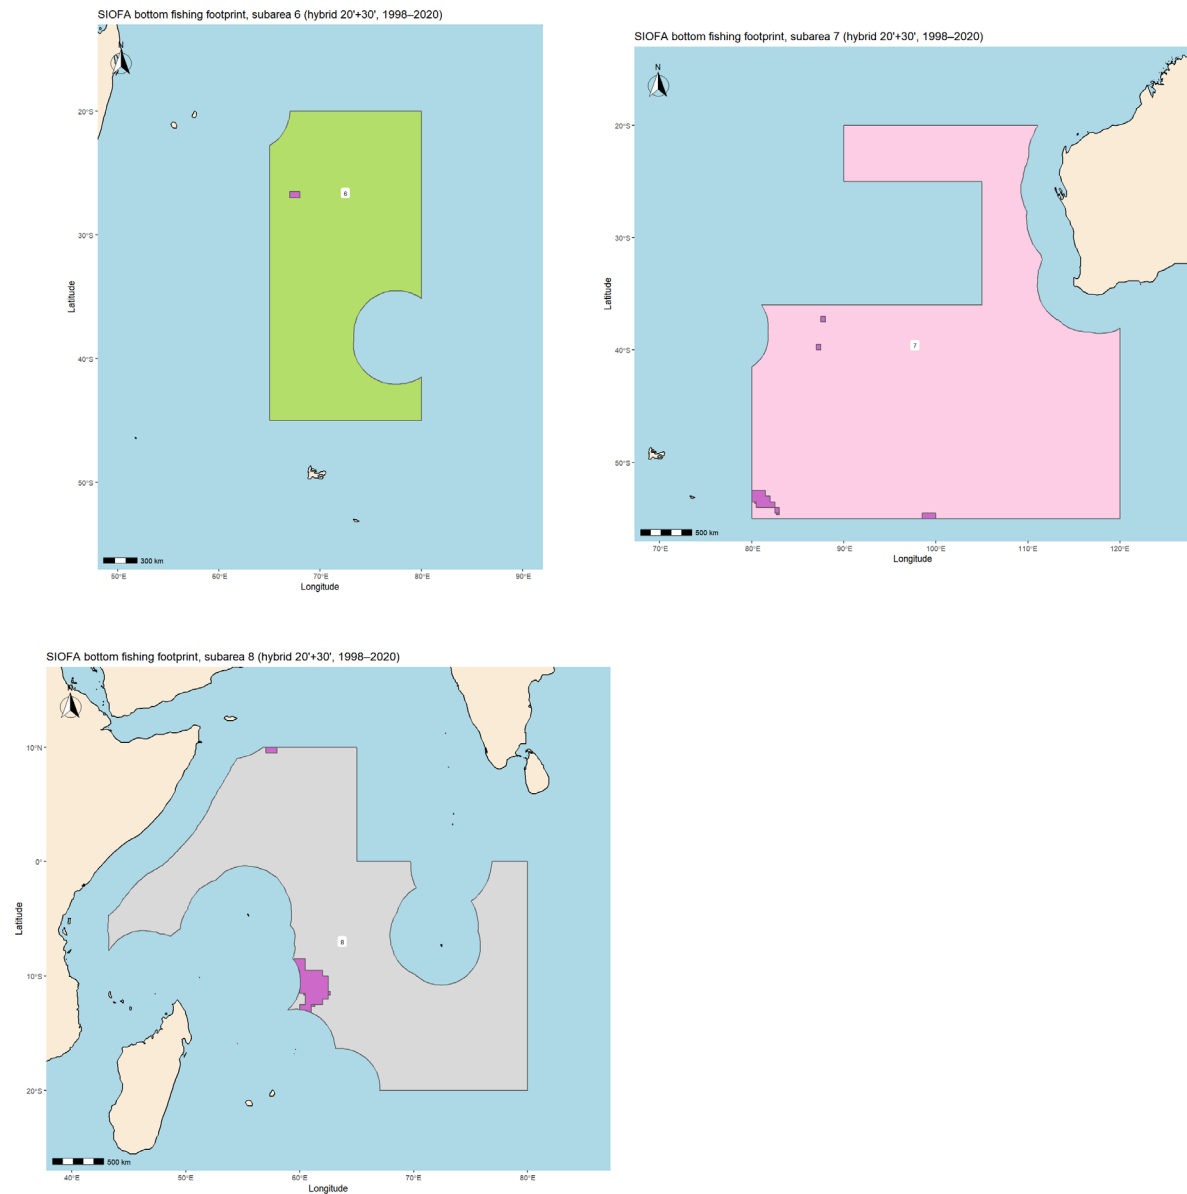 SIOFA bottom fishing footprint, subarea 6 (hybrid 20'+30', 1998–2020)
N
20°S
30°S
40°S
50°S
Latitude
6
300 km
50°E
60°E
70°E
80°E
90°E
Longitude
SIOFA bottom fishing footprint, subarea 7 (hybrid 20'+30', 1998–2020)
N
20°S
30°S
40°S
50°S
Latitude
7
500 km
70°E
80°E
90°E
100°E
110°E
120°E
Longitude
SIOFA bottom fishing footprint, subarea 8 (hybrid 20'+30', 1998–2020)
N
10°N
0°
10°S
20°S
Latitude
8
500 km
40°E
50°E
60°E
70°E
80°E
Longitude